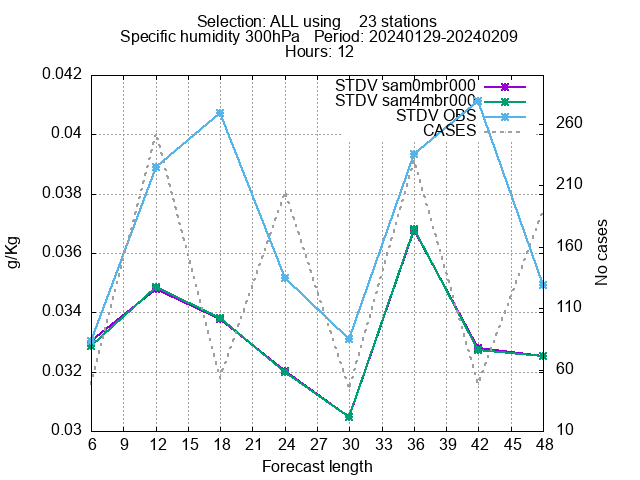 Selection: ALL using    23 stations
Specific humidity 300hPa   Period: 20240129-20240209
Hours: 12
STDV sam0mbr000
STDV sam4mbr000
STDV OBS
CASES
0.042
0.04
0.038
0.036
0.034
0.032
0.03
g/Kg
260
210
160
110
60
10
No cases
6 9 12 15 18 21 24 27 30 33 36 39 42 45 48
Forecast length